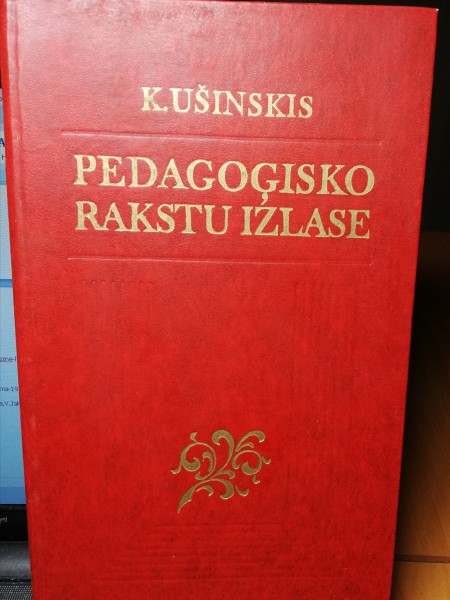 K. UŠINSKIS
PEDAGOĢISKO
RAKSTU IZLASE